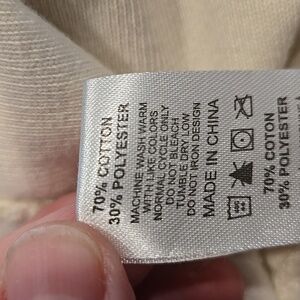 70% COTTON
30% POLYESTER
MACHINE WASH WARM
WITH LIKE COLORS
NORMAL CYCLE ONLY
DO NOT BLEACH
TUMBLE DRY LOW
DO NOT IRON DESIGN
MADE IN CHINA
70% COTON
90% POLYESTER